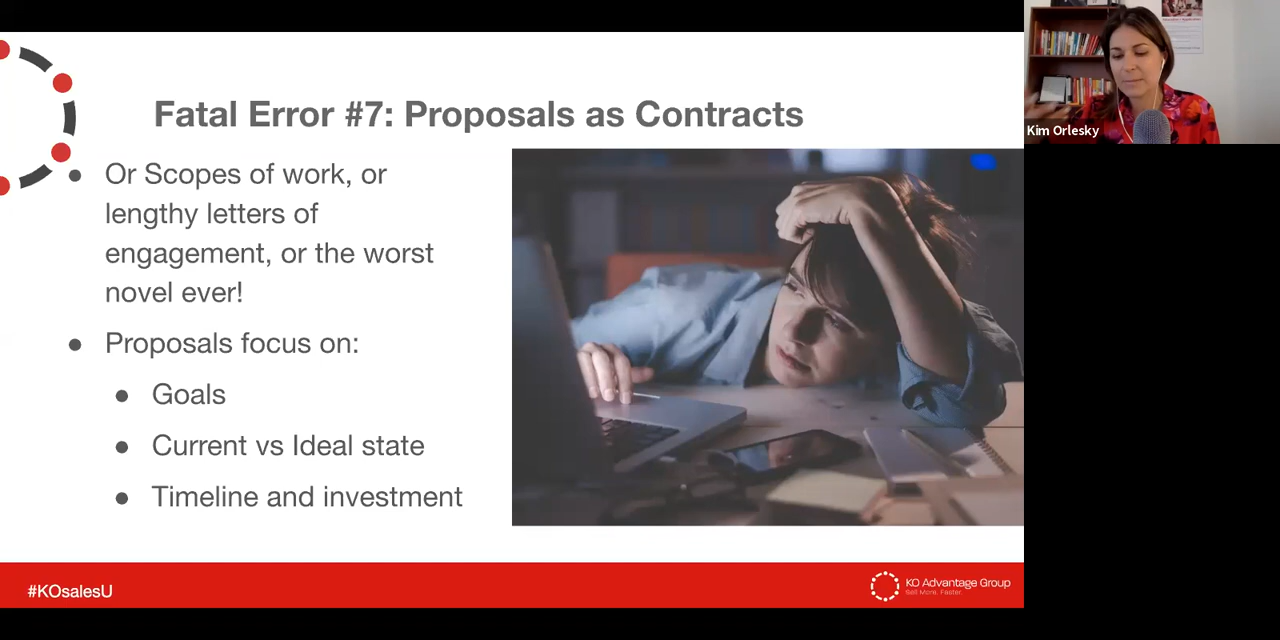 Fatal Error #7: Proposals as Contracts
Or Scopes of work, or
lengthy letters of
engagement, or the worst
novel ever!
Proposals focus on:
Goals
Current vs Ideal state
Timeline and investment
#KOsalesU
KO Advantage Group
Sell More. Faster.
Kim Orlesky